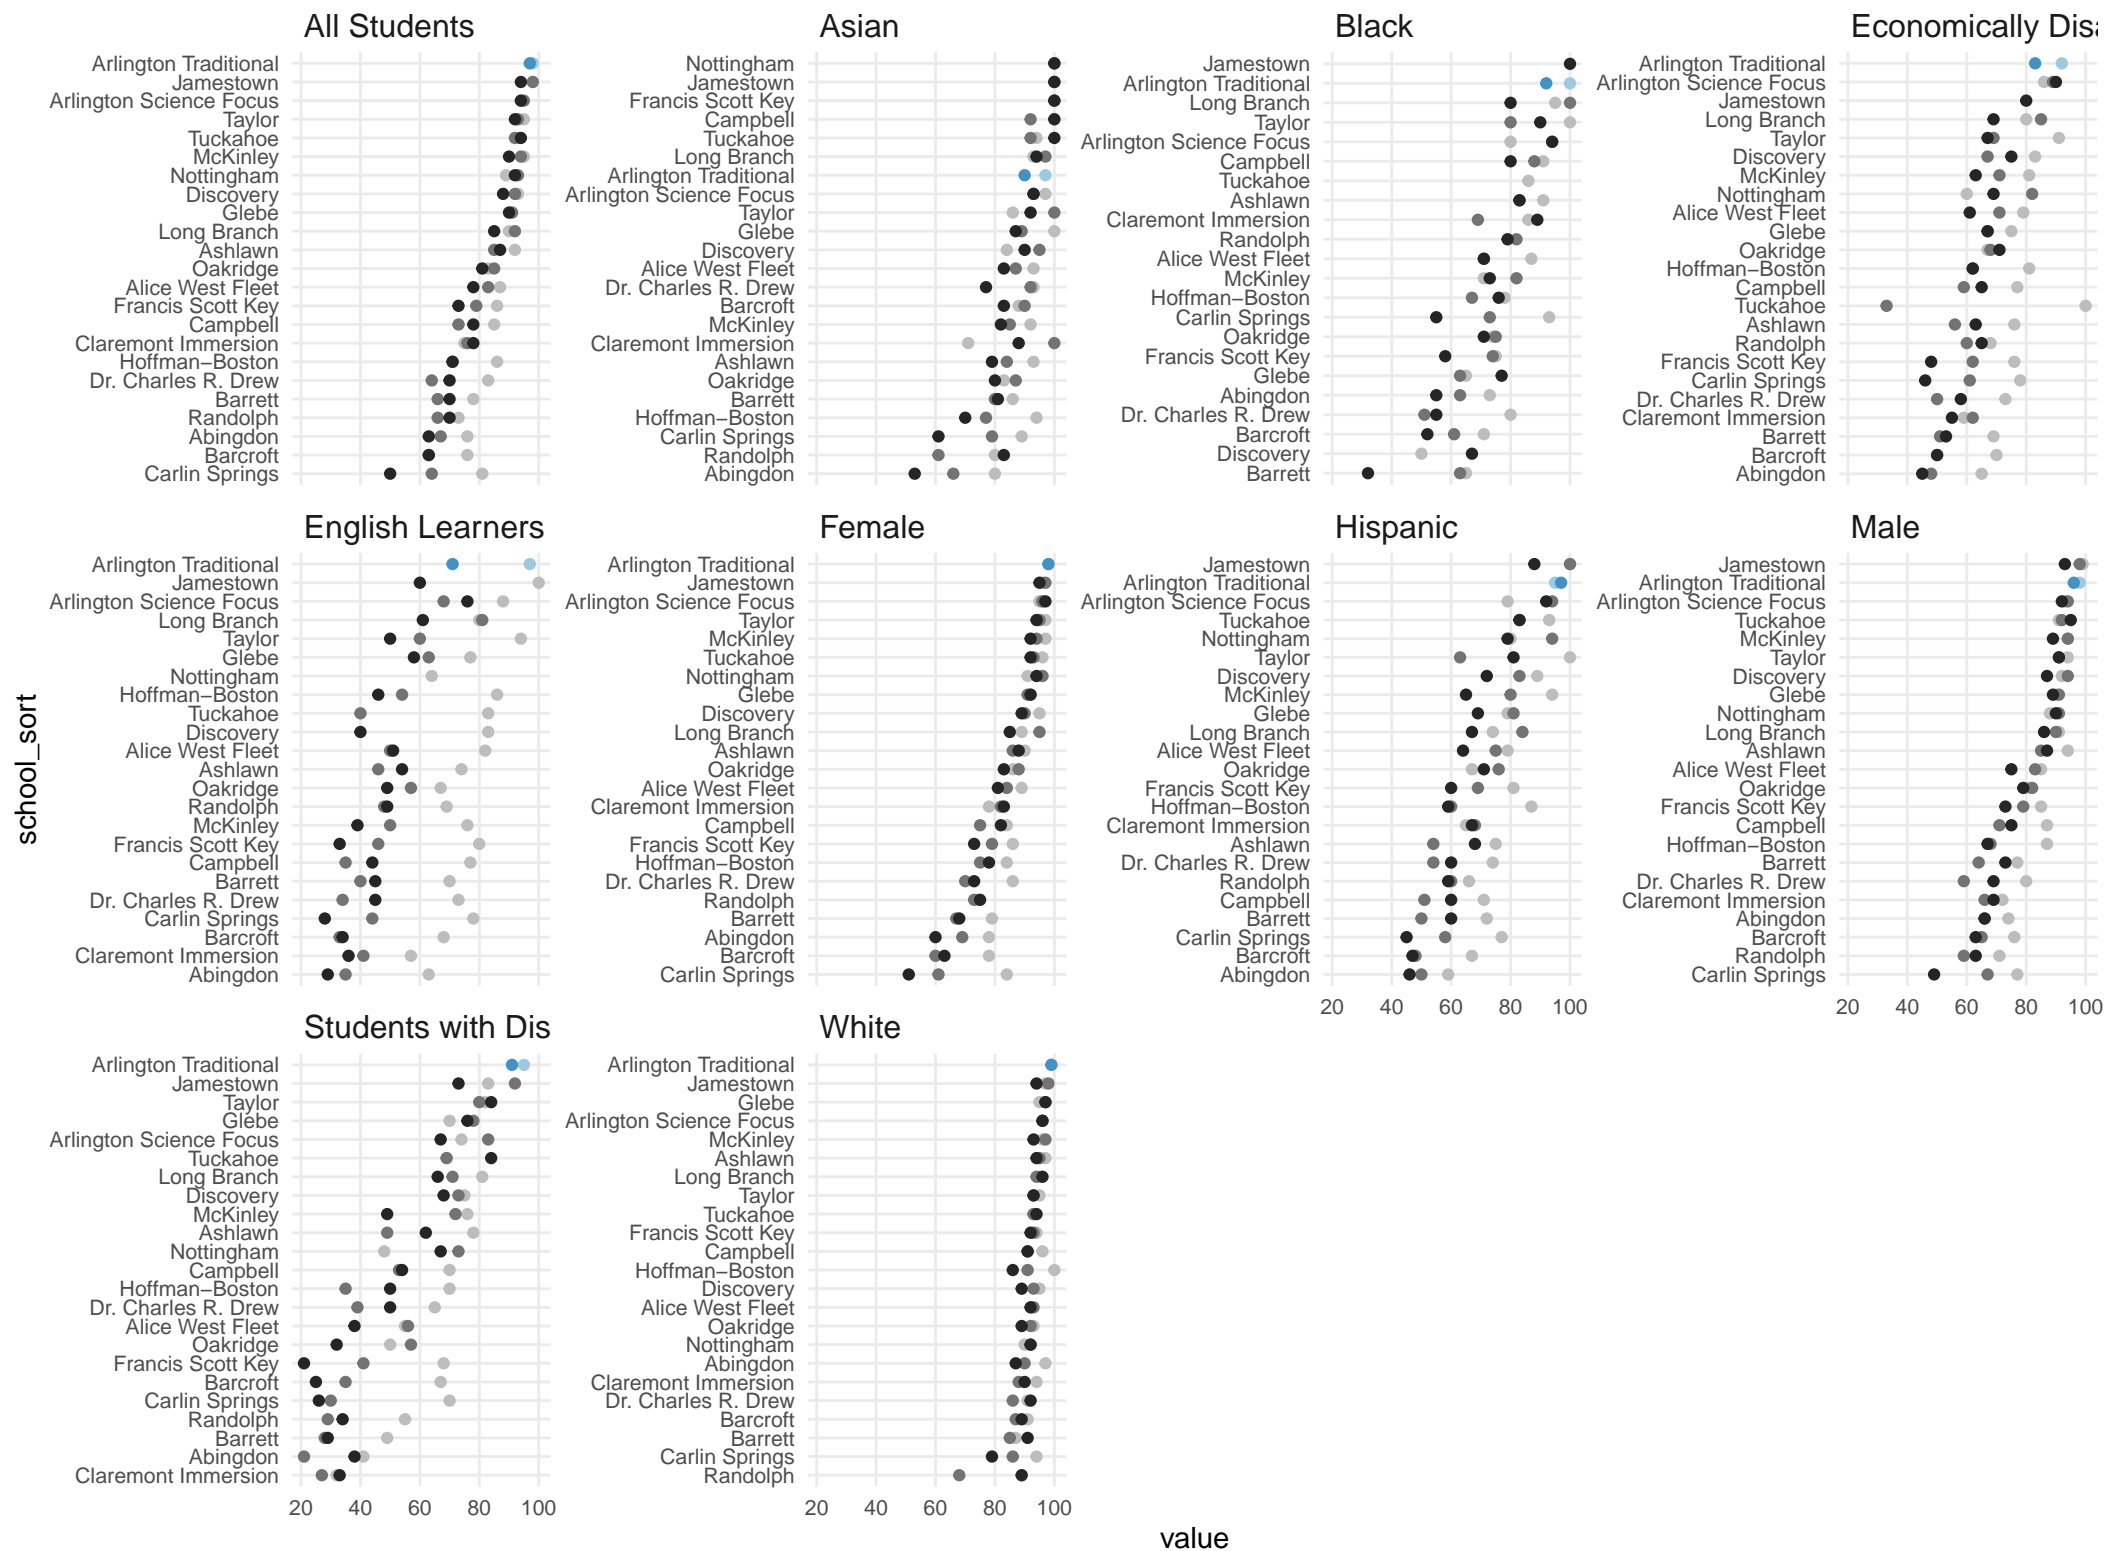 All Students
Arlington Traditional
Jamestown
Arlington Science Focus
Taylor
Tuckahoe
McKinley
Nottingham
Discovery
Glebe
Long Branch
Ashlawn
Oakridge
Alice West Fleet
Francis Scott Key
Campbell
Claremont Immersion
Hoffman−Boston
Dr. Charles R. Drew
Barrett
Randolph
Abingdon
Barcroft
Carlin Springs
Asian
Nottingham
Jamestown
Francis Scott Key
Campbell
Tuckahoe
Long Branch
Arlington Traditional
Arlington Science Focus
Taylor
Glebe
Discovery
Alice West Fleet
Dr. Charles R. Drew
Barcroft
McKinley
Claremont Immersion
Ashlawn
Oakridge
Barrett
Hoffman−Boston
Carlin Springs
Randolph
Abingdon
Black
Jamestown
Arlington Traditional
Long Branch
Taylor
Arlington Science Focus
Campbell
Tuckahoe
Ashlawn
Claremont Immersion
Randolph
Alice West Fleet
McKinley
Hoffman−Boston
Carlin Springs
Oakridge
Francis Scott Key
Glebe
Abingdon
Dr. Charles R. Drew
Barcroft
Discovery
Barrett
Economically Disa
Arlington Traditional
Arlington Science Focus
Jamestown
Long Branch
Taylor
Discovery
McKinley
Nottingham
Alice West Fleet
Glebe
Oakridge
Hoffman−Boston
Campbell
Tuckahoe
Ashlawn
Randolph
Francis Scott Key
Carlin Springs
Dr. Charles R. Drew
Claremont Immersion
Barrett
Barcroft
Abingdon
school_sort
English Learners
Arlington Traditional
Jamestown
Arlington Science Focus
Long Branch
Taylor
Glebe
Nottingham
Hoffman−Boston
Tuckahoe
Discovery
Alice West Fleet
Ashlawn
Oakridge
Randolph
McKinley
Francis Scott Key
Campbell
Barrett
Dr. Charles R. Drew
Carlin Springs
Barcroft
Claremont Immersion
Abingdon
Female
Arlington Traditional
Jamestown
Arlington Science Focus
Taylor
McKinley
Tuckahoe
Nottingham
Glebe
Discovery
Long Branch
Ashlawn
Oakridge
Alice West Fleet
Claremont Immersion
Campbell
Francis Scott Key
Hoffman−Boston
Dr. Charles R. Drew
Randolph
Barrett
Abingdon
Barcroft
Carlin Springs
Hispanic
Jamestown
Arlington Traditional
Arlington Science Focus
Tuckahoe
Nottingham
Taylor
Discovery
McKinley
Glebe
Long Branch
Alice West Fleet
Oakridge
Francis Scott Key
Hoffman−Boston
Claremont Immersion
Ashlawn
Dr. Charles R. Drew
Randolph
Campbell
Barrett
Carlin Springs
Barcroft
Abingdon
20 40 60 80 100
Male
Jamestown
Arlington Traditional
Arlington Science Focus
Tuckahoe
McKinley
Taylor
Discovery
Glebe
Nottingham
Long Branch
Ashlawn
Alice West Fleet
Oakridge
Francis Scott Key
Campbell
Hoffman−Boston
Barrett
Dr. Charles R. Drew
Claremont Immersion
Abingdon
Barcroft
Randolph
Carlin Springs
20 40 60 80 100
Students with Dis
Arlington Traditional
Jamestown
Taylor
Glebe
Arlington Science Focus
Tuckahoe
Long Branch
Discovery
McKinley
Ashlawn
Nottingham
Campbell
Hoffman−Boston
Dr. Charles R. Drew
Alice West Fleet
Oakridge
Francis Scott Key
Barcroft
Carlin Springs
Randolph
Barrett
Abingdon
Claremont Immersion
20 40 60 80 100
White
Arlington Traditional
Jamestown
Glebe
Arlington Science Focus
McKinley
Ashlawn
Long Branch
Taylor
Tuckahoe
Francis Scott Key
Campbell
Hoffman−Boston
Discovery
Alice West Fleet
Oakridge
Nottingham
Abingdon
Claremont Immersion
Dr. Charles R. Drew
Barcroft
Barrett
Carlin Springs
Randolph
20 40 60 80 100
value